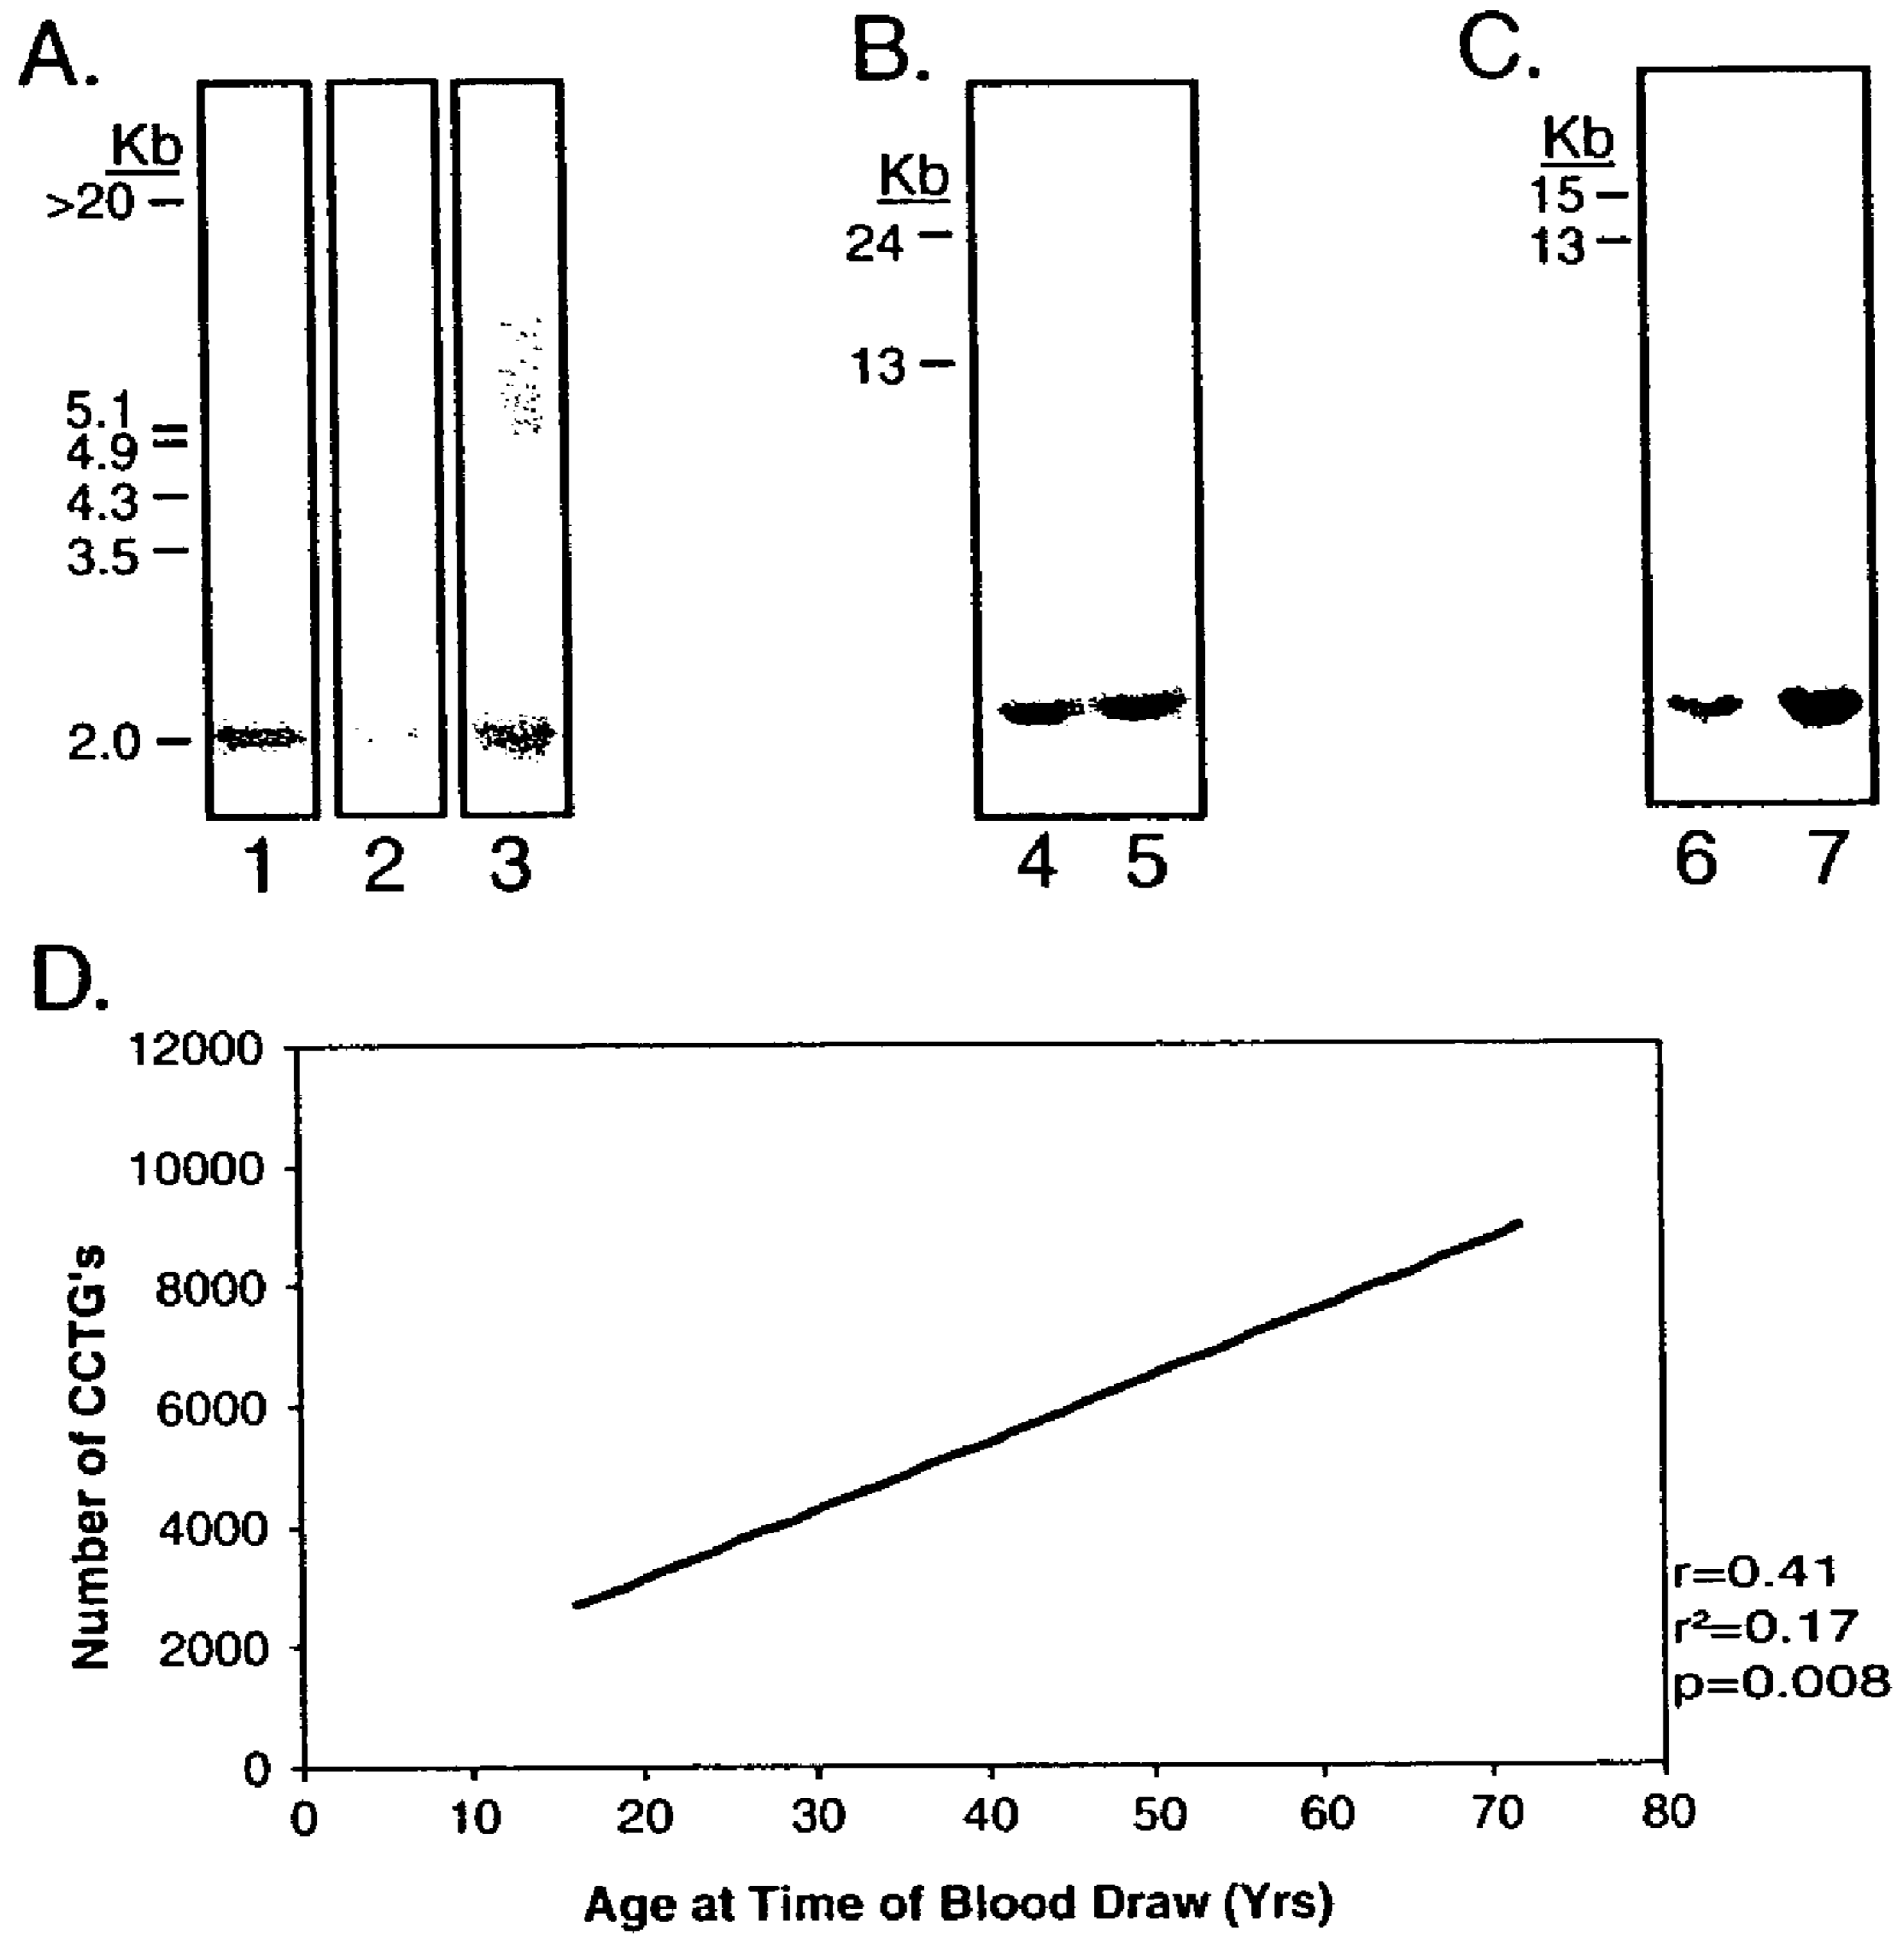 A.
Kb
>20
5.1
4.9
4.3
3.5
2.0
1 2 3
B.
Kb
24
13
4 5
C.
Kb
15
13
6 7
D.
12000
10000
8000
6000
4000
2000
0
Number of CCTG's
0 10 20 30 40 50 60 70 80
Age at Time of Blood Draw (Yrs)
r=0.41
r²=0.17
p=0.008